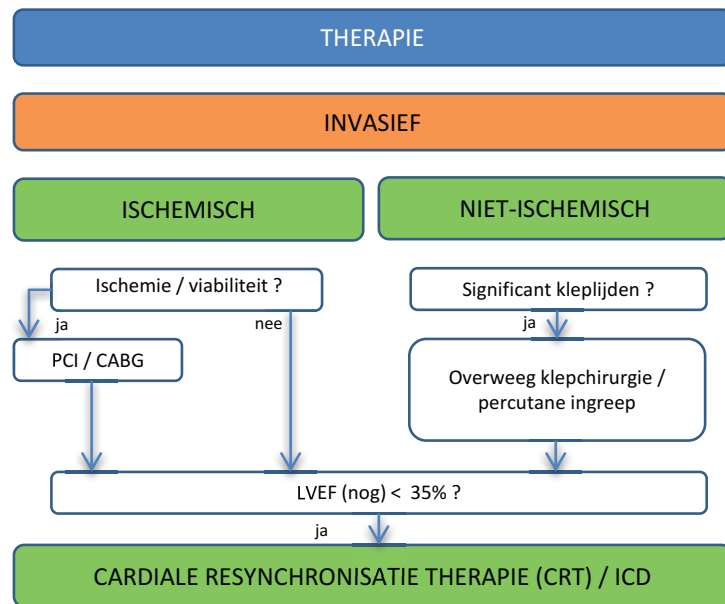 THERAPIE
INVASIEF
ISCHEMISCH
NIET-ISCHEMISCH
Ischemie / viabiliteit ?
Significant kleplijden ?
ja
nee
ja
PCI / CABG
Overweeg klepchirurgie /
percutane ingreep
LVEF (nog) < 35% ?
ja
CARDIALE RESYNCHRONISATIE THERAPIE (CRT) / ICD